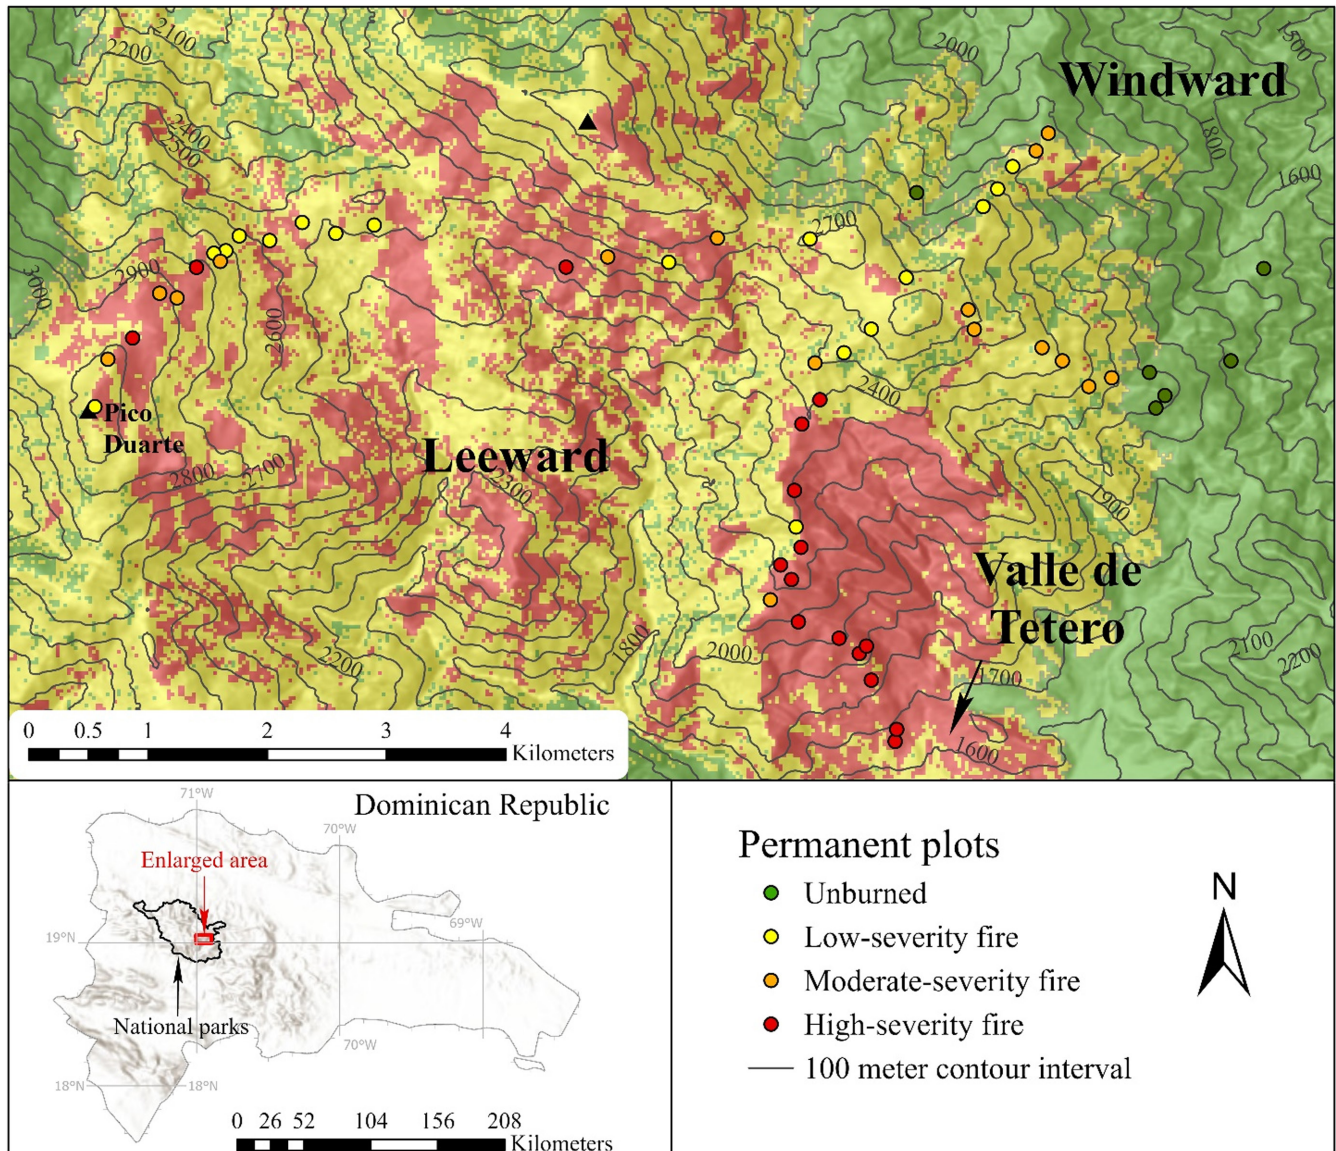 2100
2200
2000
1500
Windward
2400
2500
1800
1600
2700
2900
3000
2600
2400
Pico
Duarte
Leeward
2800
2700
2300
1900
Valle de
Tetero
1800
2000
2200
2100
2200
1700
1600
0 0.5 1 2 3 4
Kilometers
71°W
Dominican Republic
70°W
Enlarged area
69°W
19°N
National parks
70°W
18°N
18°N
0 26 52 104 156 208
Kilometers
Permanent plots
Unburned
Low-severity fire
Moderate-severity fire
High-severity fire
100 meter contour interval
N